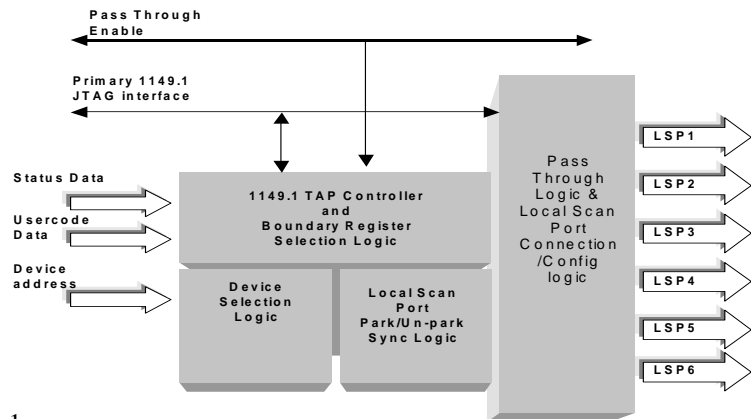 Pass Through
Enable
Primary 1149.1
JTAG interface
Status Data
Usercode
Data
Device
address
1149.1 TAP Controller
and
Boundary Register
Selection Logic
Device
Selection
Logic
Local Scan
Port
Park/Un-park
Sync Logic
Pass
Through
Logic &
Local Scan
Port
Connection
/Config
logic
LSP1
LSP2
LSP3
LSP4
LSP5
LSP6